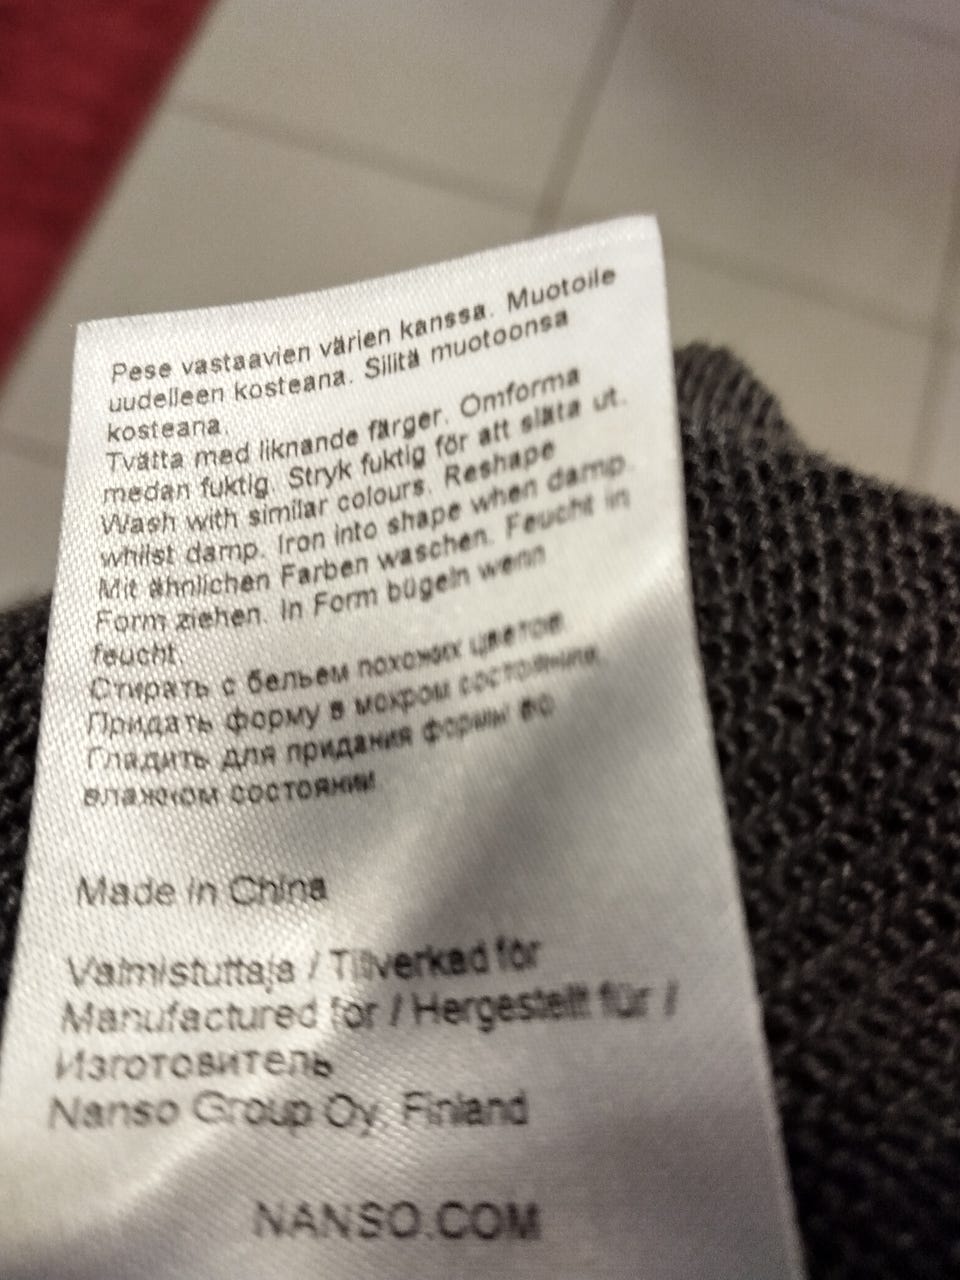 Pese vastaavien värien kanssa. Muotoile
uudelleen kosteana. Silitä muotoonsa
kosteana.
Tvätta med liknande färger. Omforma
medan fuktig. Stryk fuktig för att släta ut.
Wash with similar colours. Reshape
whilst damp. Iron into shape when damp.
Mit ähnlichen Farben waschen. Feucht in
Form ziehen. In Form bügeln wenn
feucht.
Стирать с бельем похожих цветов.
Придать форму в мокром состоянии.
Гладить для придания формы во
влажном состоянии.
Made in China
Valmistuttaja / Tillverkad för
Manufactured for / Hergestellt für /
Изготовитель
Nanso Group Oy, Finland
NANSO.COM